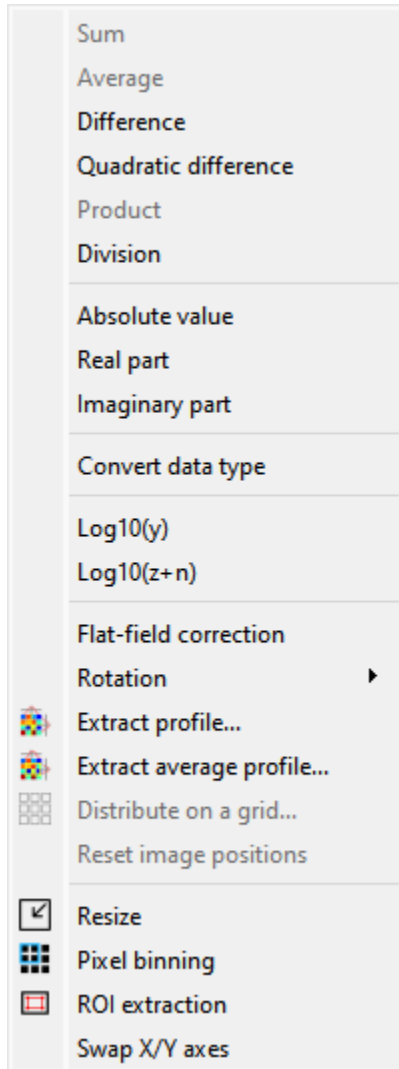 Sum
Average
Difference
Quadratic difference
Product
Division
Absolute value
Real part
Imaginary part
Convert data type
Log10(y)
Log10(z+n)
Flat-field correction
Rotation
Extract profile...
Extract average profile...
Distribute on a grid...
Reset image positions
Resize
Pixel binning
ROI extraction
Swap X/Y axes